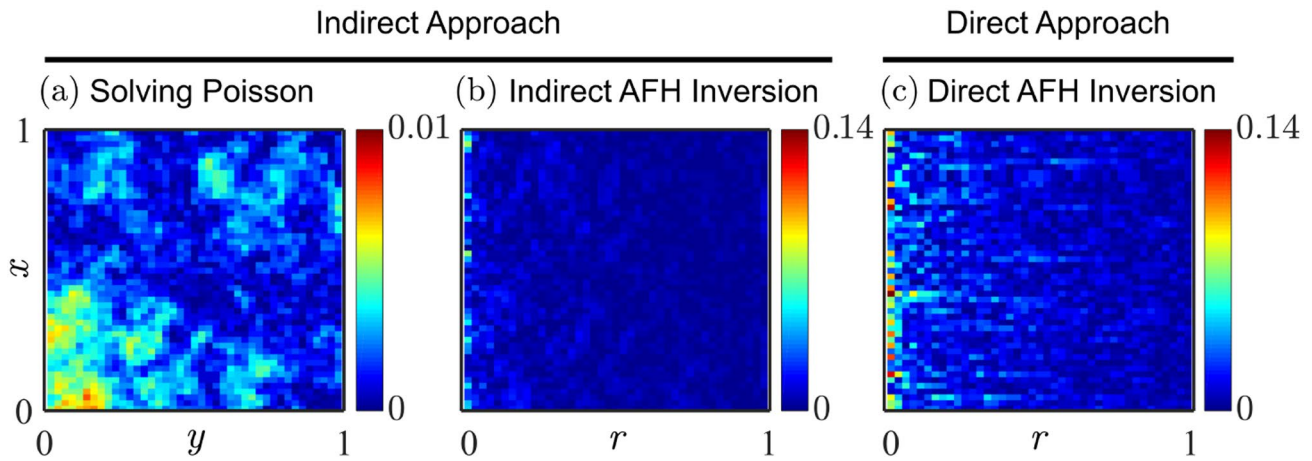 Indirect Approach
Direct Approach
(a) Solving Poisson
(b) Indirect AFH Inversion
(c) Direct AFH Inversion
1
0.01
0.14
0.14
x
0
0
0
0
0
y
1
0
r
1
0
r
1